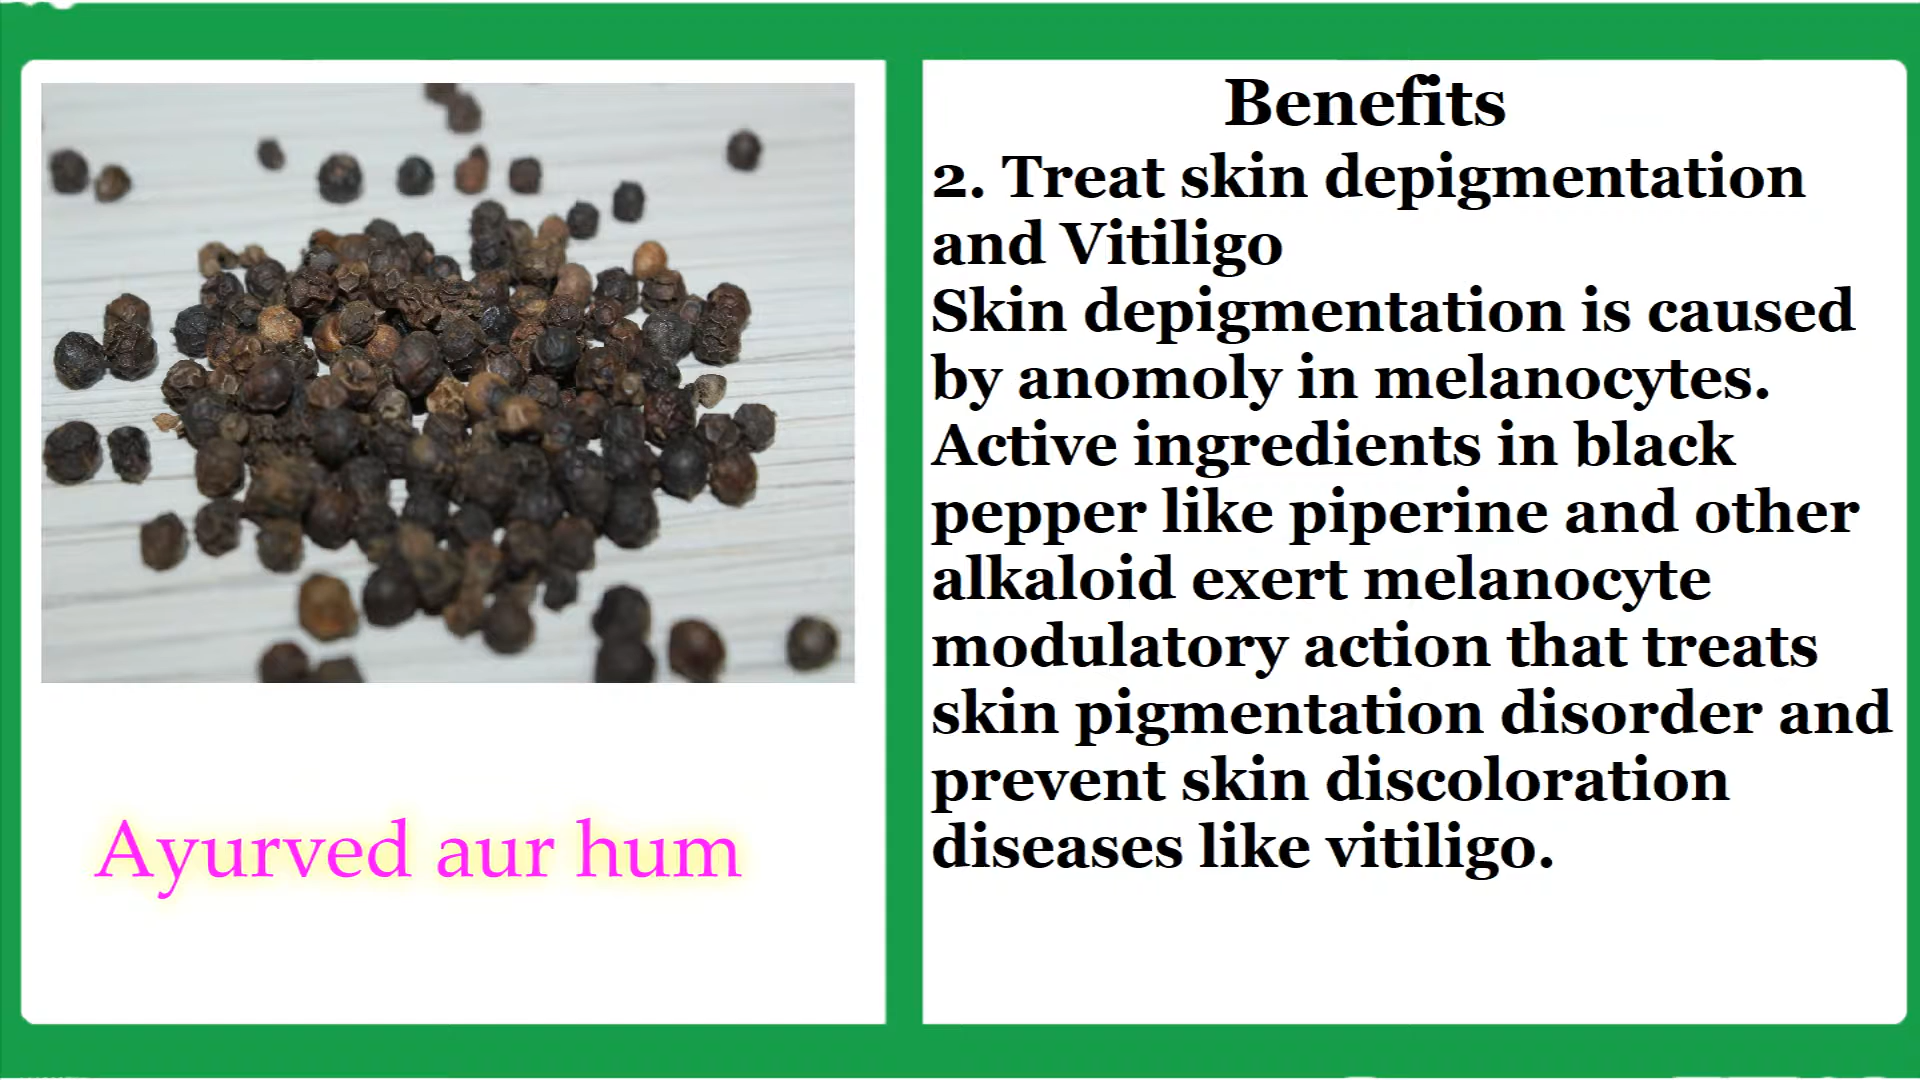 Benefits
2. Treat skin depigmentation
and Vitiligo
Skin depigmentation is caused
by anomoly in melanocytes.
Active ingredients in black
pepper like piperine and other
alkaloid exert melanocyte
modulatory action that treats
skin pigmentation disorder and
prevent skin discoloration
diseases like vitiligo.
Ayurved aur hum